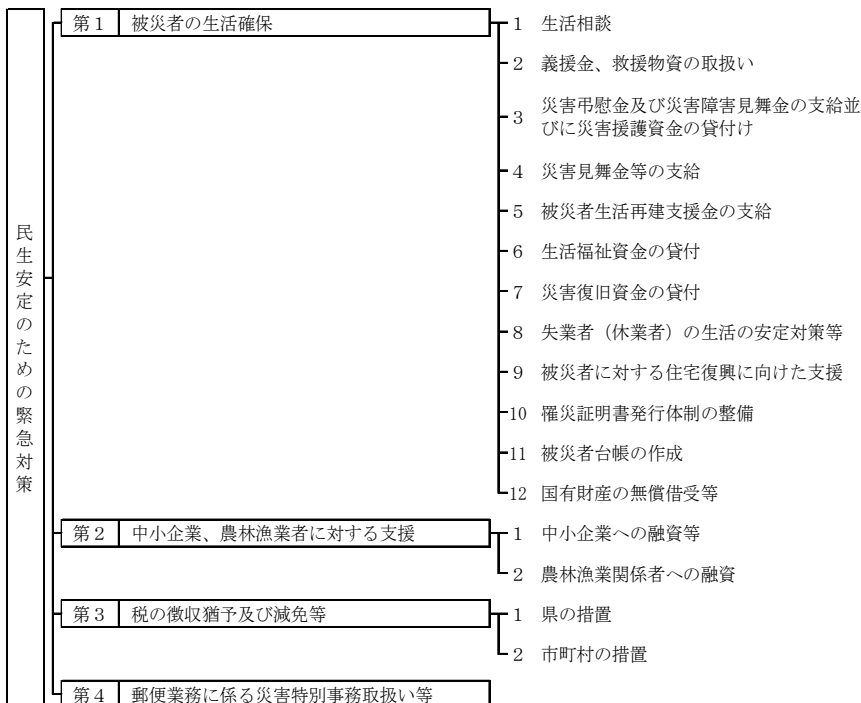 民生安定のための緊急対策
第１ 被災者の生活確保
１ 生活相談
２ 義援金、救援物資の取扱い
３ 災害弔慰金及び災害障害見舞金の支給並
びに災害援護資金の貸付け
４ 災害見舞金等の支給
５ 被災者生活再建支援金の支給
６ 生活福祉資金の貸付
７ 災害復旧資金の貸付
８ 失業者（休業者）の生活の安定対策等
９ 被災者に対する住宅復興に向けた支援
10 罹災証明書発行体制の整備
11 被災者台帳の作成
12 国有財産の無償借受等
第２ 中小企業、農林漁業者に対する支援
１ 中小企業への融資等
２ 農林漁業関係者への融資
第３ 税の徴収猶予及び減免等
１ 県の措置
２ 市町村の措置
第４ 郵便業務に係る災害特別事務取扱い等